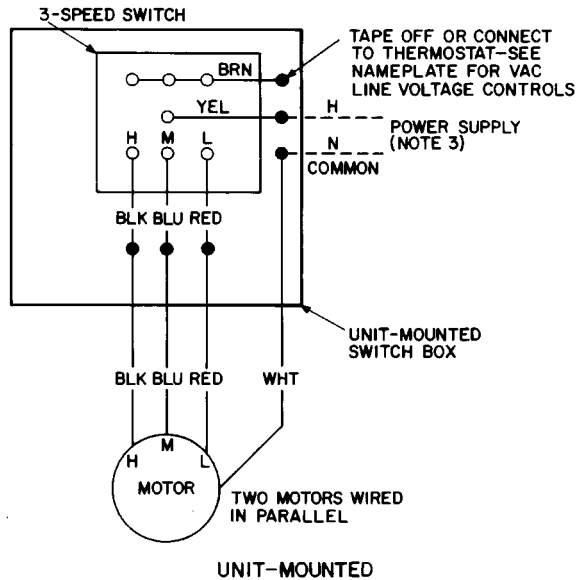 3-SPEED SWITCH
TAPE OFF OR CONNECT
TO THERMOSTAT-SEE
NAMEPLATE FOR VAC
LINE VOLTAGE CONTROLS
BRN
YEL
H
POWER SUPPLY
(NOTE 3)
H M L
N
COMMON
BLK BLU RED
UNIT-MOUNTED
SWITCH BOX
BLK BLU RED WHT
H M L
MOTOR
TWO MOTORS WIRED
IN PARALLEL
UNIT-MOUNTED